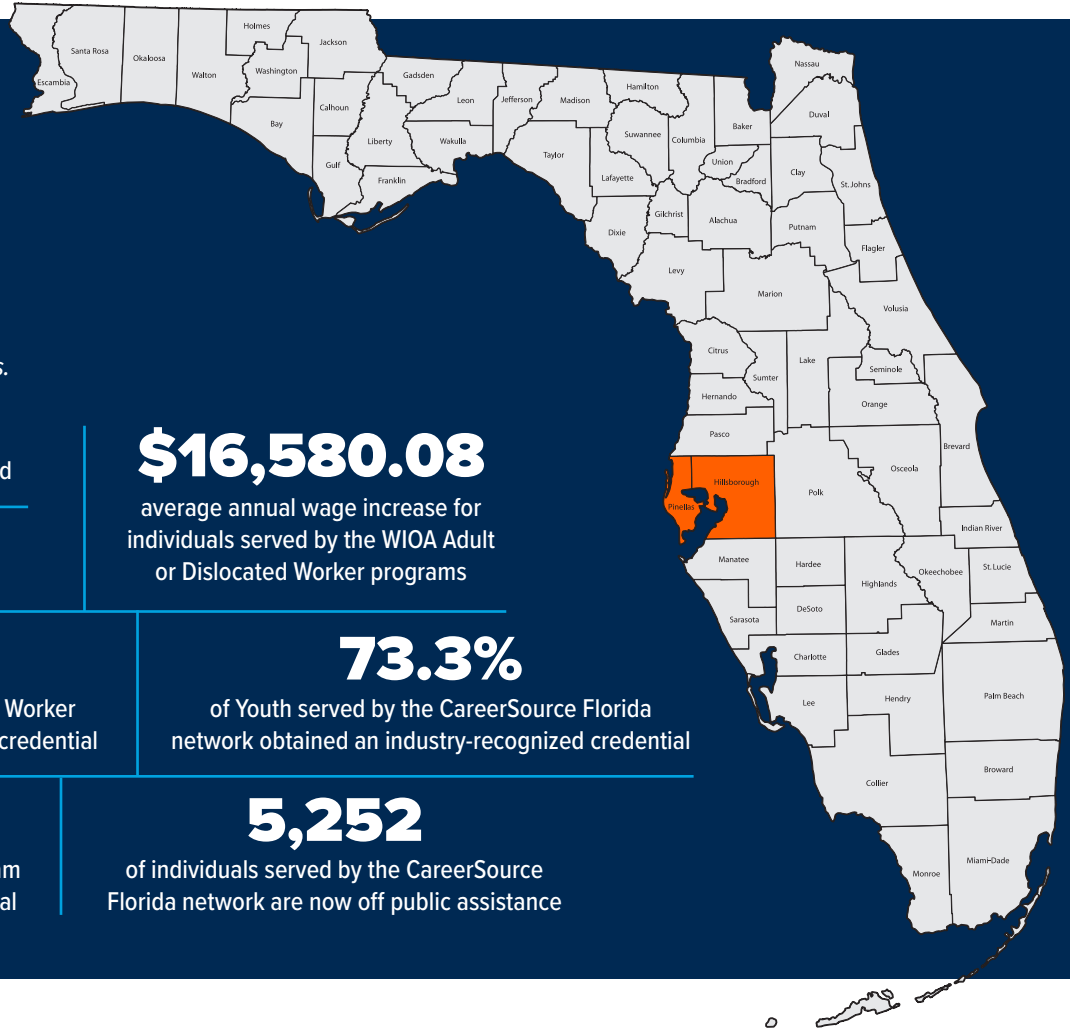 Holmes
Jackson
Santa Rosa
Okaloosa
Walton
Washington
Escambia
Bay
Calhoun
Gulf
Liberty
Franklin
Gadsden
Leon
Wakulla
Jefferson
Madison
Taylor
Hamilton
Suwannee
Lafayette
Dixie
Columbia
Gilchrist
Baker
Union
Bradford
Alachua
Levy
Nassau
Duval
Clay
St. Johns
Putnam
Flagler
Marion
Volusia
Citrus
Sumter
Lake
Seminole
Hernando
Orange
Pasco
Brevard
Osceola
Hillsborough
Pinellas
Polk
Indian River
Manatee
Hardee
Highlands
Okeechobee
St. Lucie
Sarasota
DeSoto
Martin
Charlotte
Glades
Lee
Hendry
Palm Beach
Collier
Broward
Monroe
Miami-Dade
s.
d
$16,580.08
average annual wage increase for
individuals served by the WIOA Adult
or Dislocated Worker programs
Worker
credential
73.3%
of Youth served by the CareerSource Florida
network obtained an industry-recognized credential
am
al
5,252
of individuals served by the CareerSource
Florida network are now off public assistance